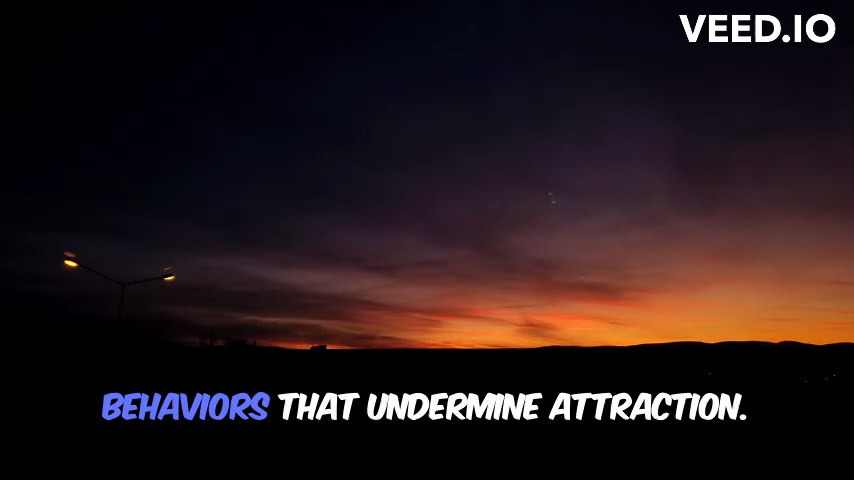 VEED.IO
BEHAVIORS THAT UNDERMINE ATTRACTION.